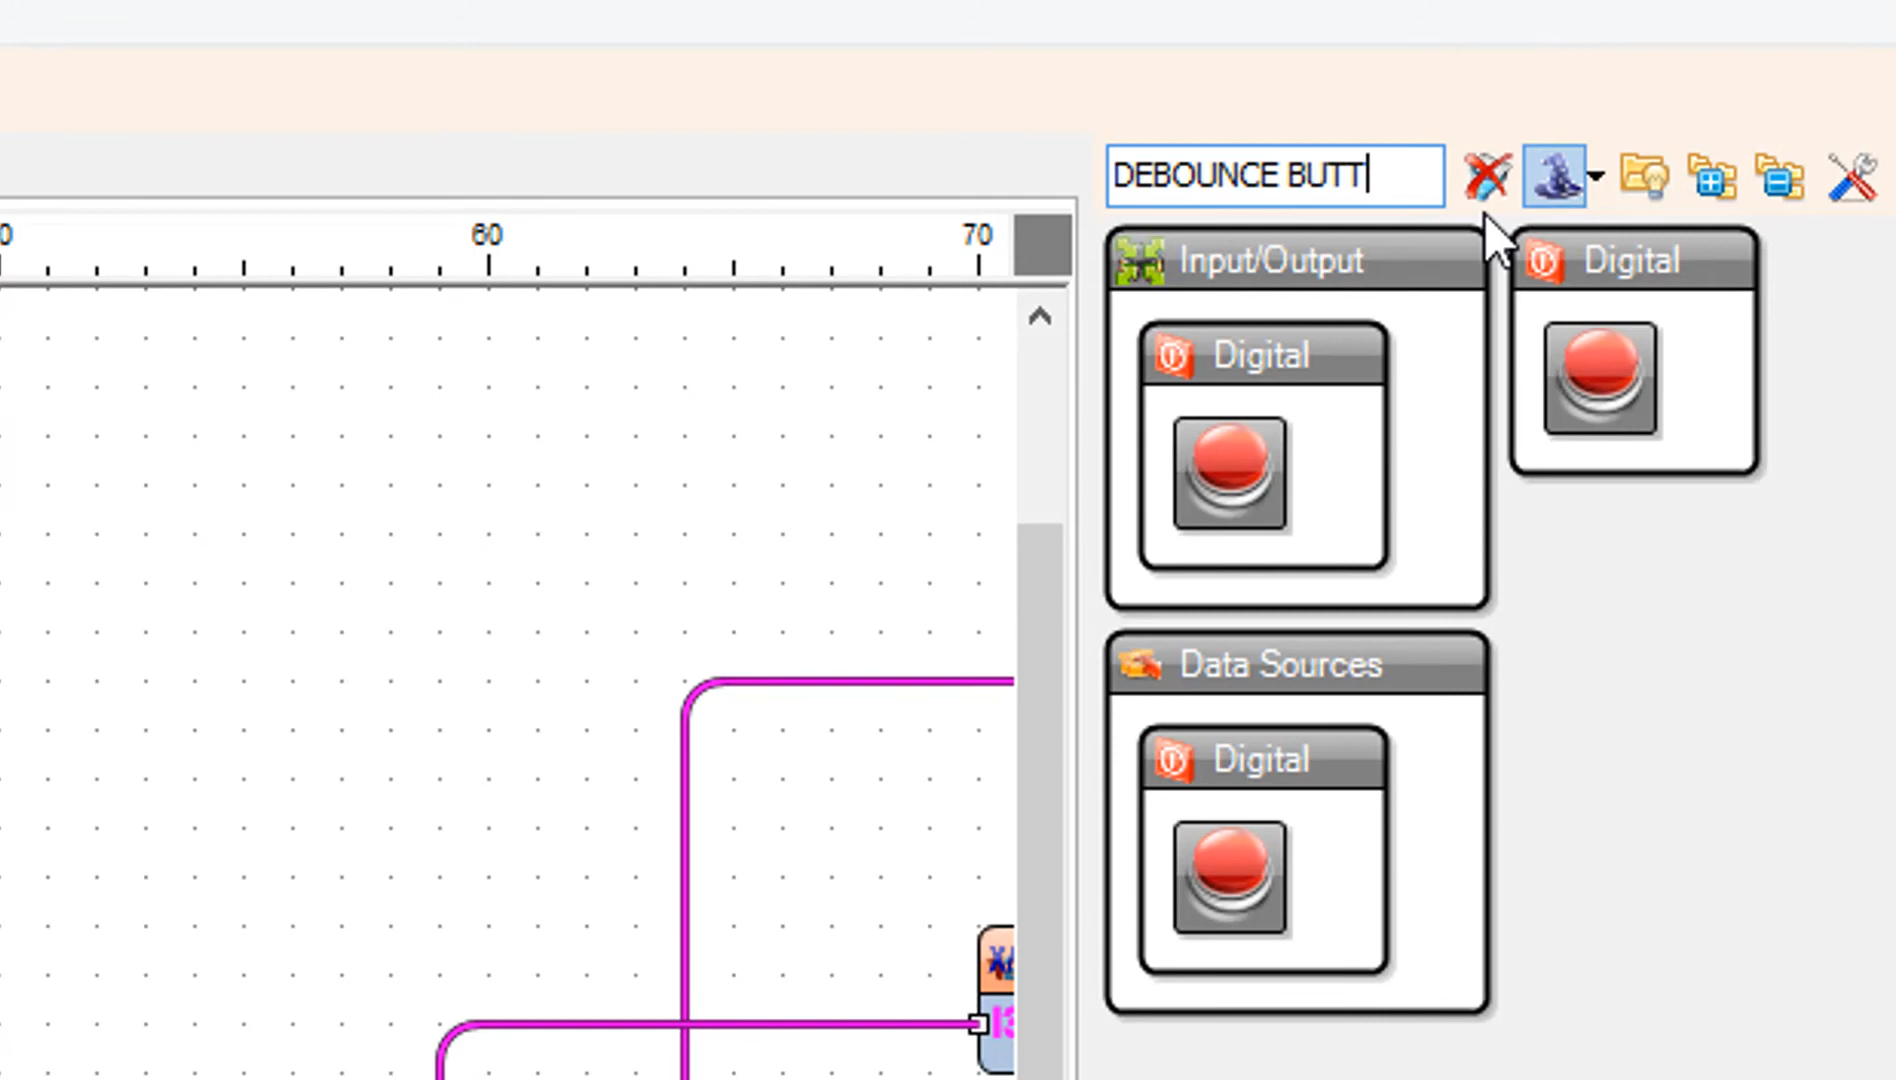 DEBOUNCE BUTT
60
70
Input/Output
Digital
Digital
Data Sources
Digital